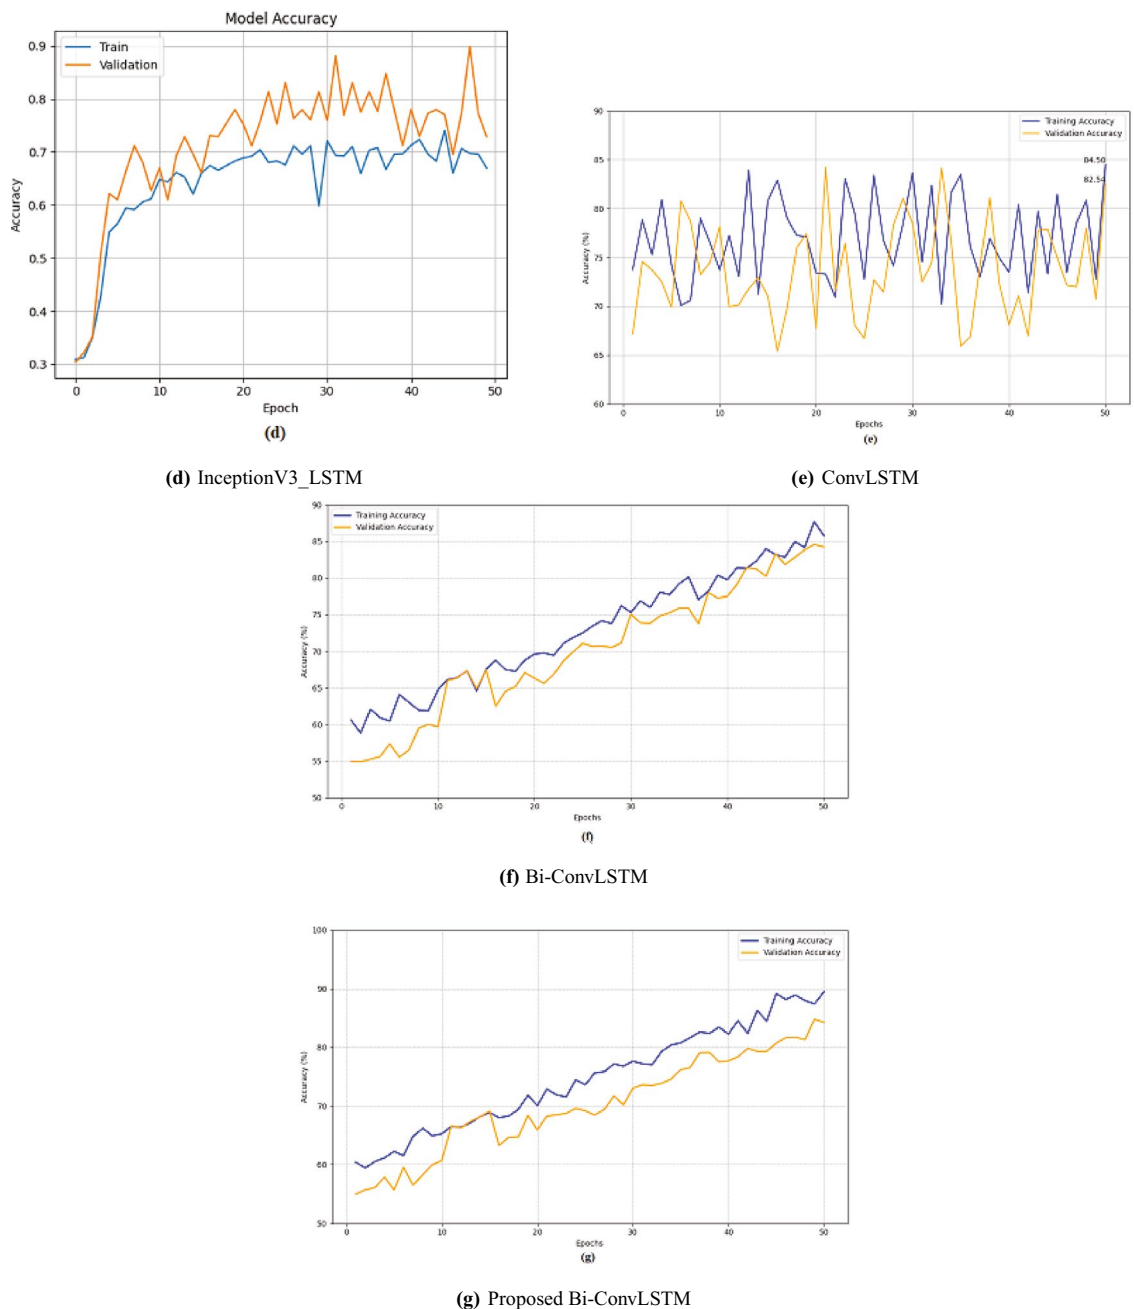 Model Accuracy
Train
Validation
0.9
0.8
0.7
0.6
0.5
0.4
0.3
Accuracy
0 10 20 30 40 50
Epoch
(d)
(d) InceptionV3_LSTM
Training Accuracy
Validation Accuracy
84.50
82.54
90
85
80
75
70
65
60
Accuracy (%)
0 10 20 30 40 50
Epochs
(e)
(e) ConvLSTM
Training Accuracy
Validation Accuracy
90
85
80
75
70
65
60
55
50
Accuracy (%)
0 10 20 30 40 50
Epochs
(f)
(f) Bi-ConvLSTM
Training Accuracy
Validation Accuracy
100
90
80
70
60
50
Accuracy (%)
0 10 20 30 40 50
Epochs
(g)
(g) Proposed Bi-ConvLSTM